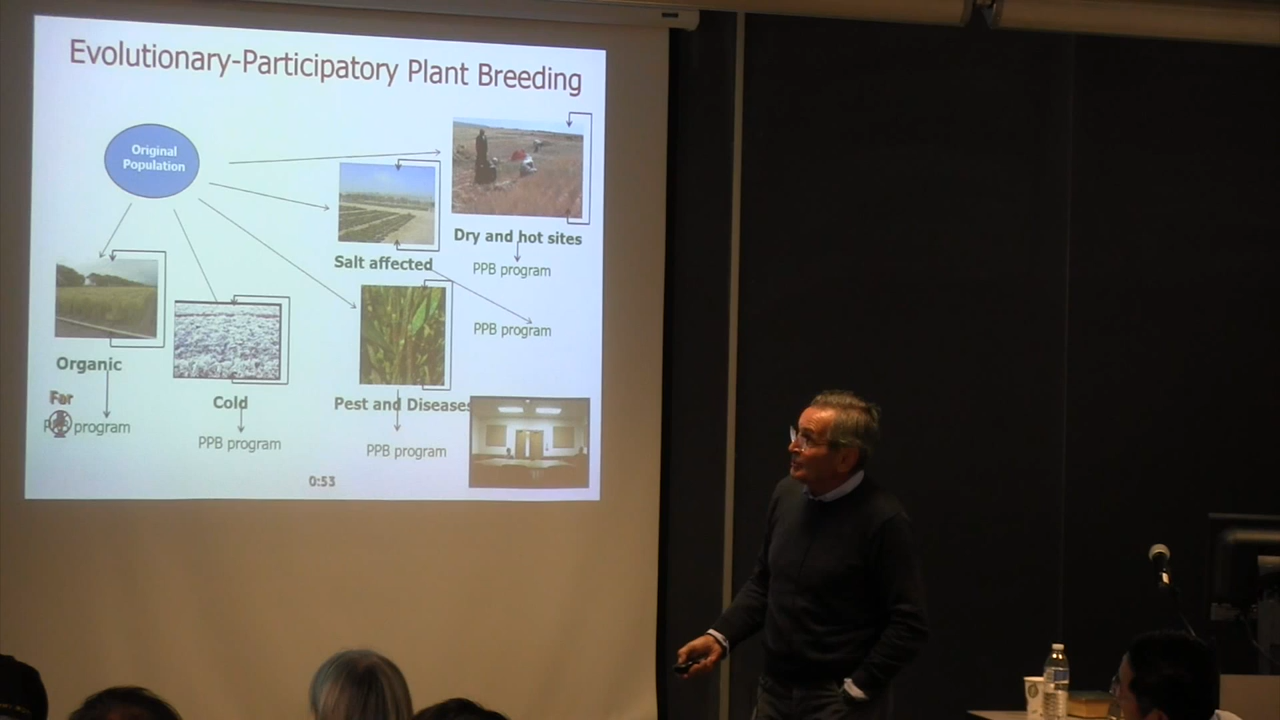 Evolutionary-Participatory Plant Breeding
Original
Population
Dry and hot sites
PPB program
Salt affected
PPB program
Organic
Far
program
Cold
PPB program
Pest and Diseases
PPB program
0:53